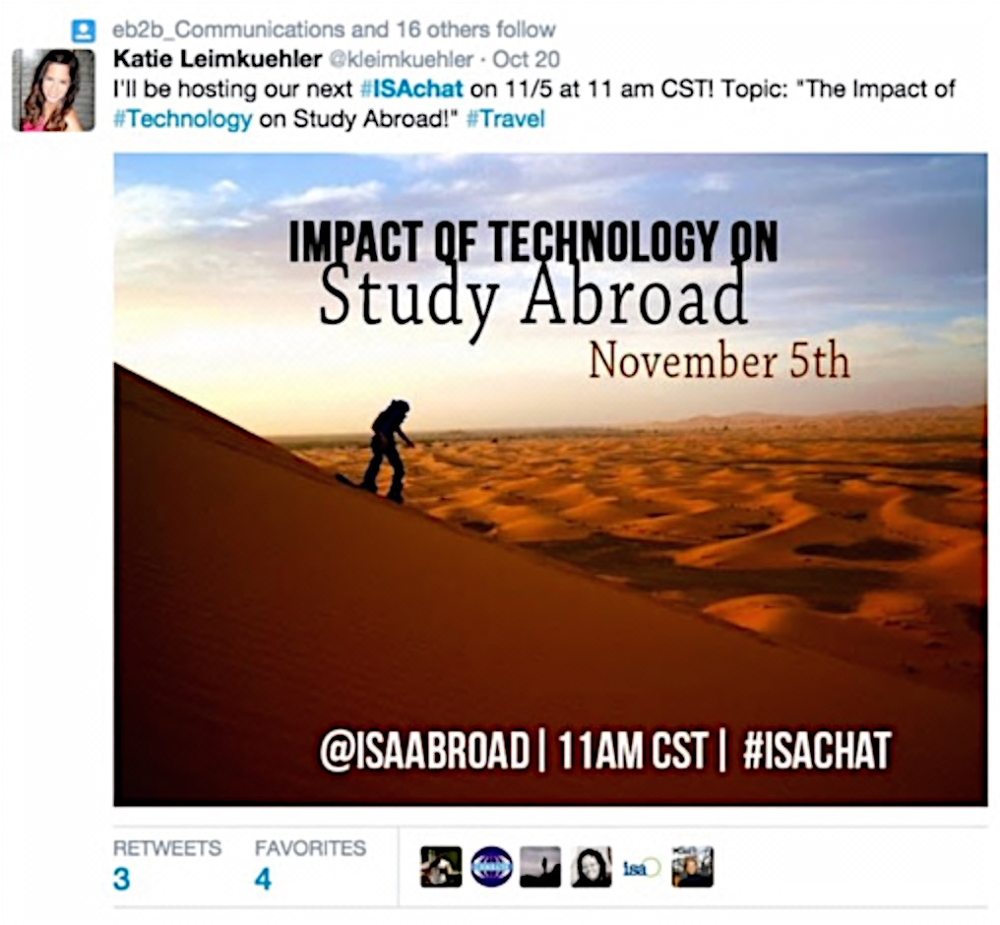 eb2b_Communications and 16 others follow
Katie Leimkuehler @kleimkuehler · Oct 20
I'll be hosting our next #ISAchat on 11/5 at 11 am CST! Topic: "The Impact of
#Technology on Study Abroad!" #Travel
IMPACT OF TECHNOLOGY ON
Study Abroad
November 5th
@ISAABROAD | 11AM CST | #ISACHAT
RETWEETS FAVORITES
3 4
isa